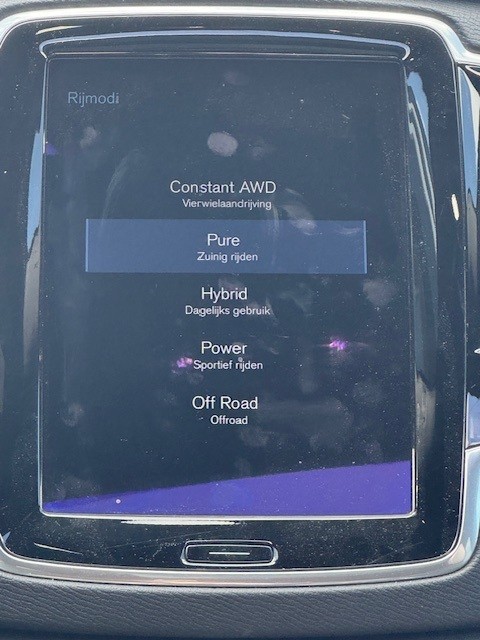 Rijmodi
Constant AWD
Vierwielaandrijving
Pure
Zuinig rijden
Hybrid
Dagelijks gebruik
Power
Sportief rijden
Off Road
Offroad